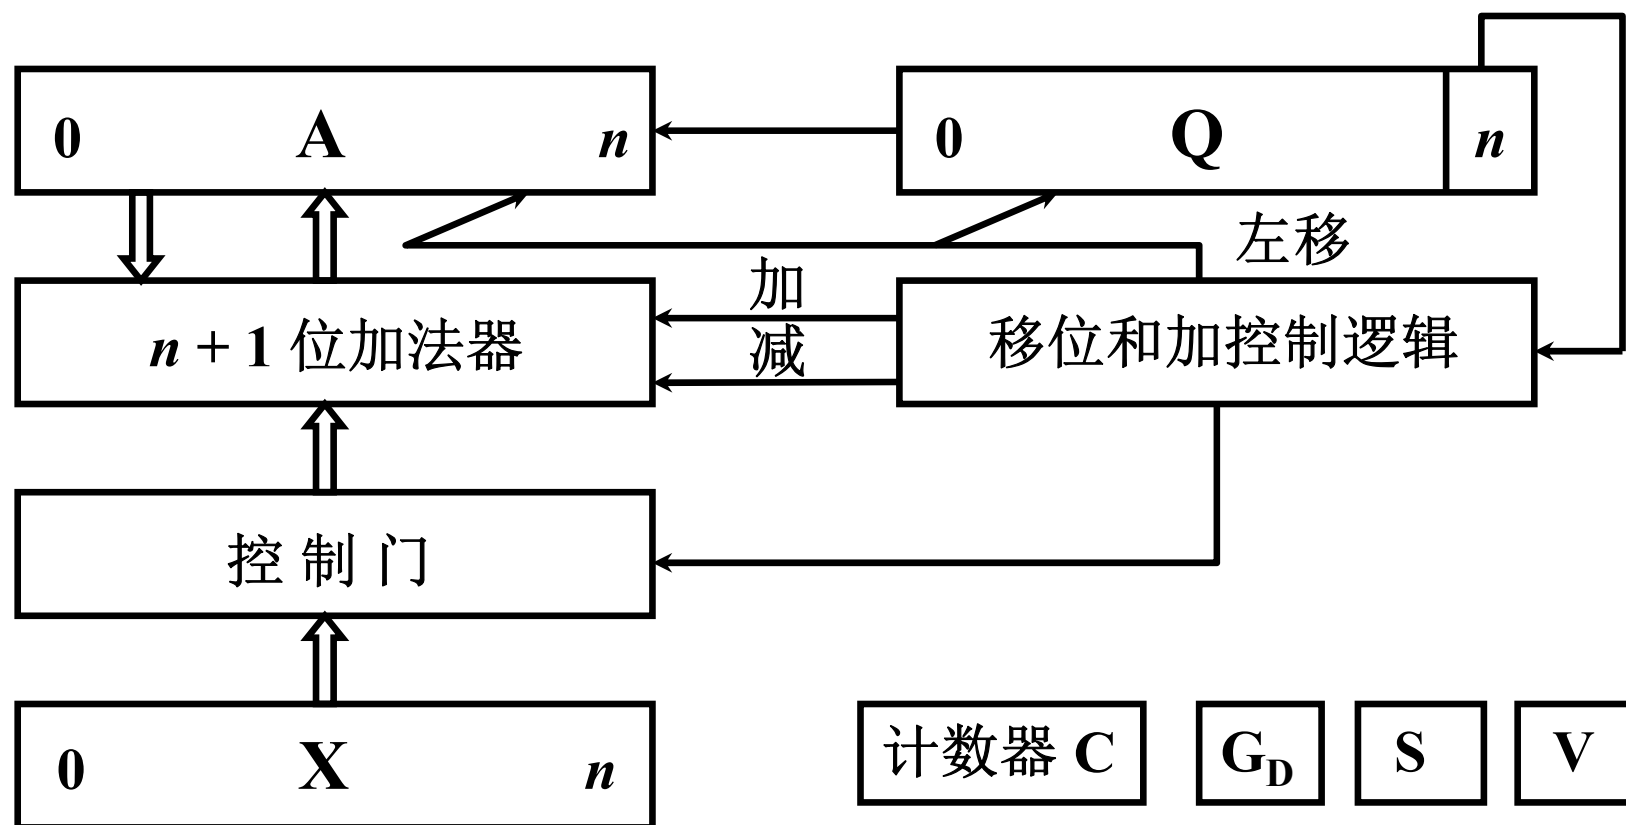 0 A n
0 Q n
左移
加
减
n + 1 位加法器
移位和加控制逻辑
控 制 门
0 X n
计数器 C
G_D
S
V